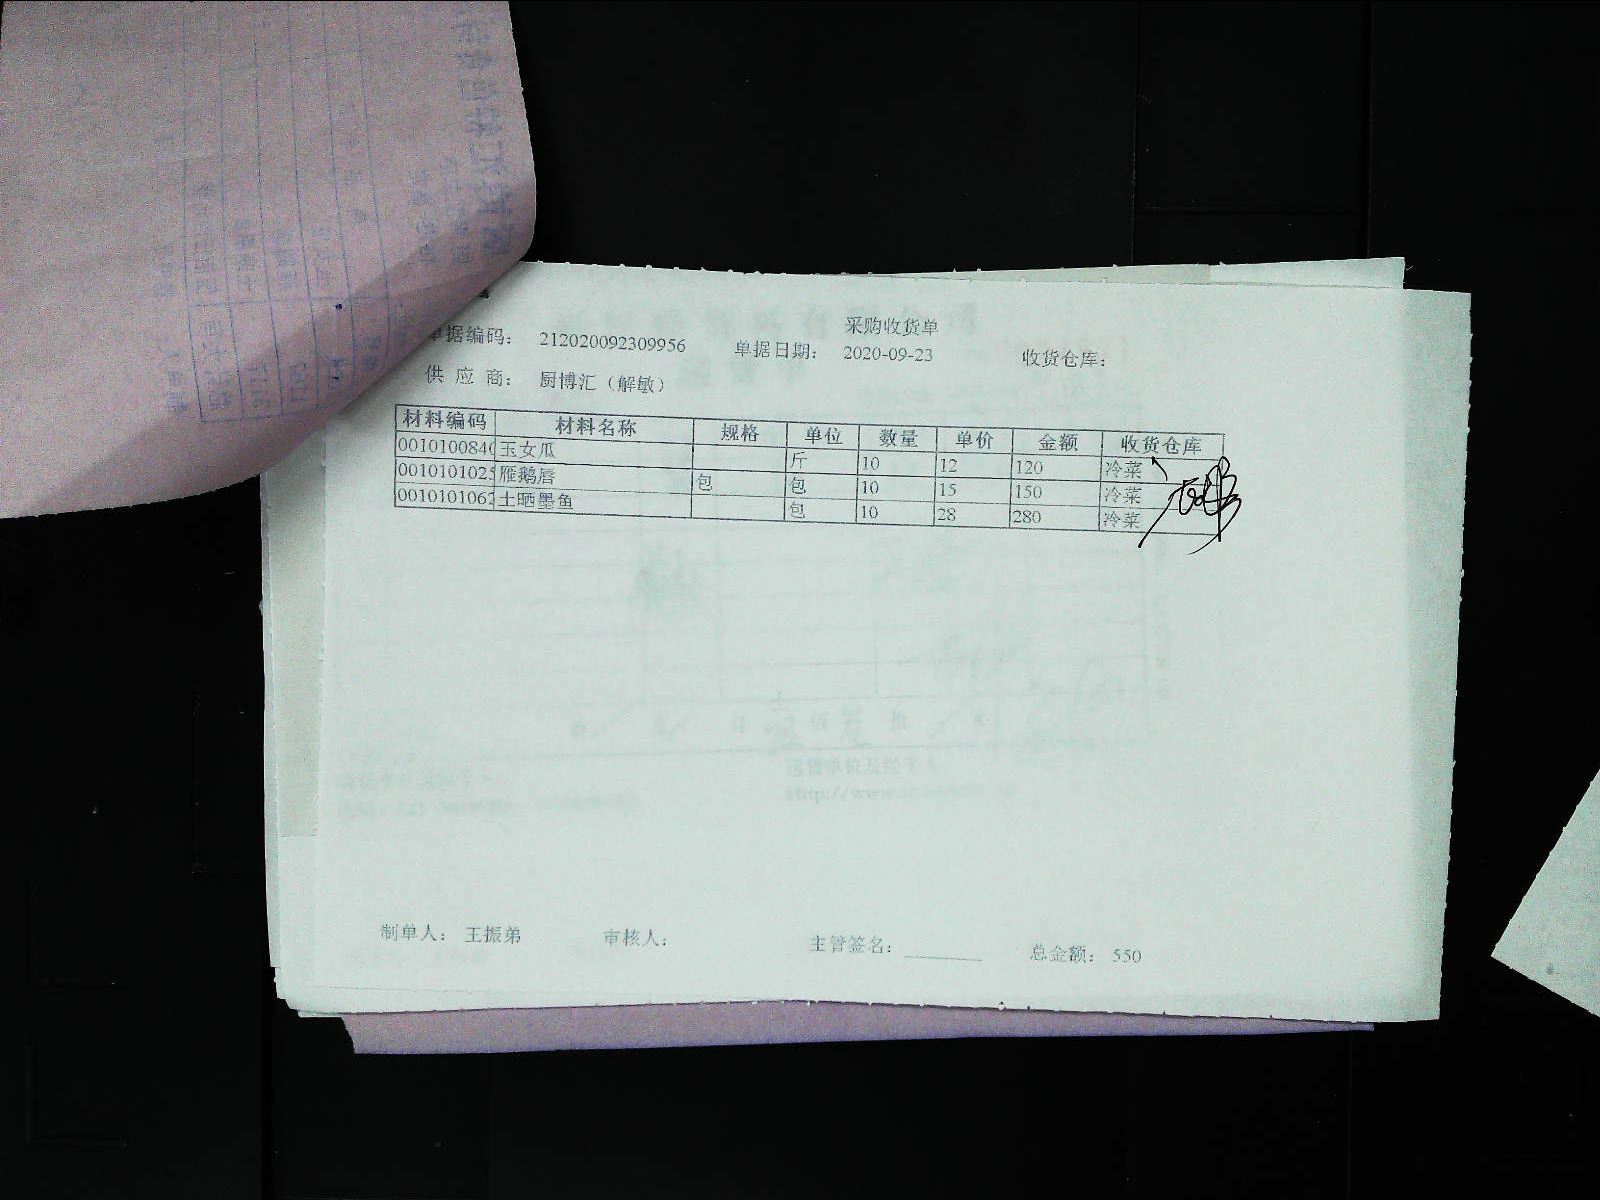 采购收货单
单据编码： 212020092309956 单据日期： 2020-09-23 收货仓库：
供 应 商： 厨博汇（解敏）
材料编码 材料名称 规格 单位 数量 单价 金额 收货仓库
001010084 玉女瓜 斤 10 12 120 冷菜
001010102 雁鹅唇 包 包 10 15 150 冷菜
001010106 土晒墨鱼 包 10 28 280 冷菜
制单人： 王振弟 审核人： 主管签名： 总金额： 550